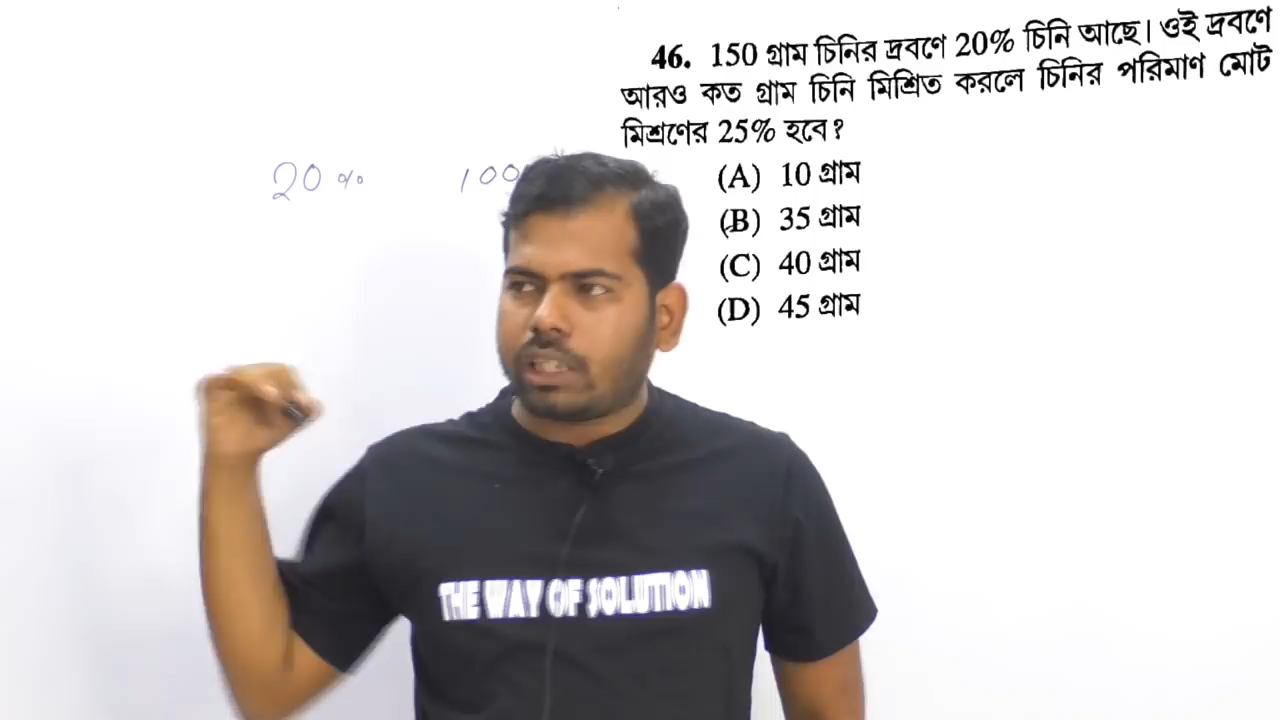 46. 150 গ্রাম চিনির দ্রবণে 20% চিনি আছে। ওই দ্রবণে
আরও কত গ্রাম চিনি মিশ্রিত করলে চিনির পরিমাণ মোট
মিশ্রণের 25% হবে?
(A) 10 গ্রাম
(B) 35 গ্রাম
(C) 40 গ্রাম
(D) 45 গ্রাম
20% 100
THE WAY OF SOLUTION